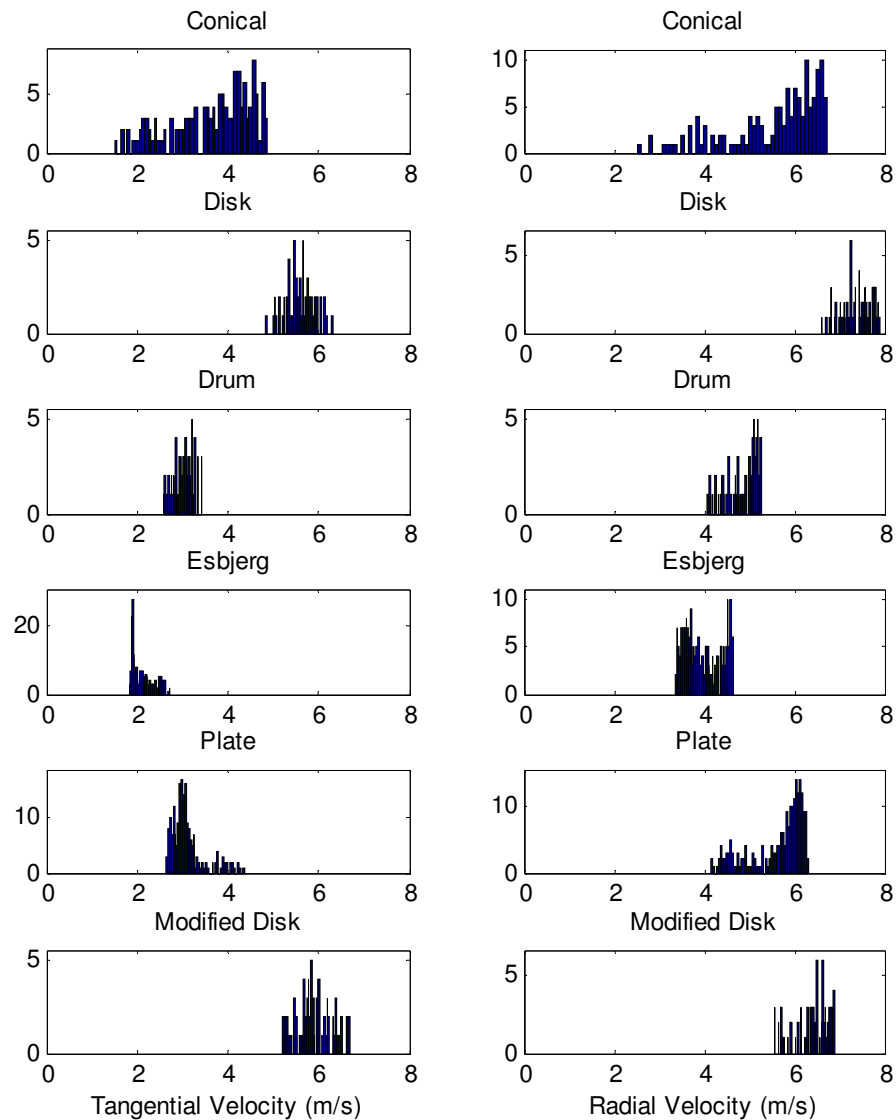 Conical Conical
10
5 5
0 0
0 2 4 6 8 0 2 4 6 8
Disk Disk
5 5
0 0
0 2 4 6 8 0 2 4 6 8
Drum Drum
5 5
0 0
0 2 4 6 8 0 2 4 6 8
Esbjerg Esbjerg
10
20
5
0 0
0 2 4 6 8 0 2 4 6 8
Plate Plate
10 10
0 0
0 2 4 6 8 0 2 4 6 8
Modified Disk Modified Disk
5 5
0 0
0 2 4 6 8 0 2 4 6 8
Tangential Velocity (m/s) Radial Velocity (m/s)